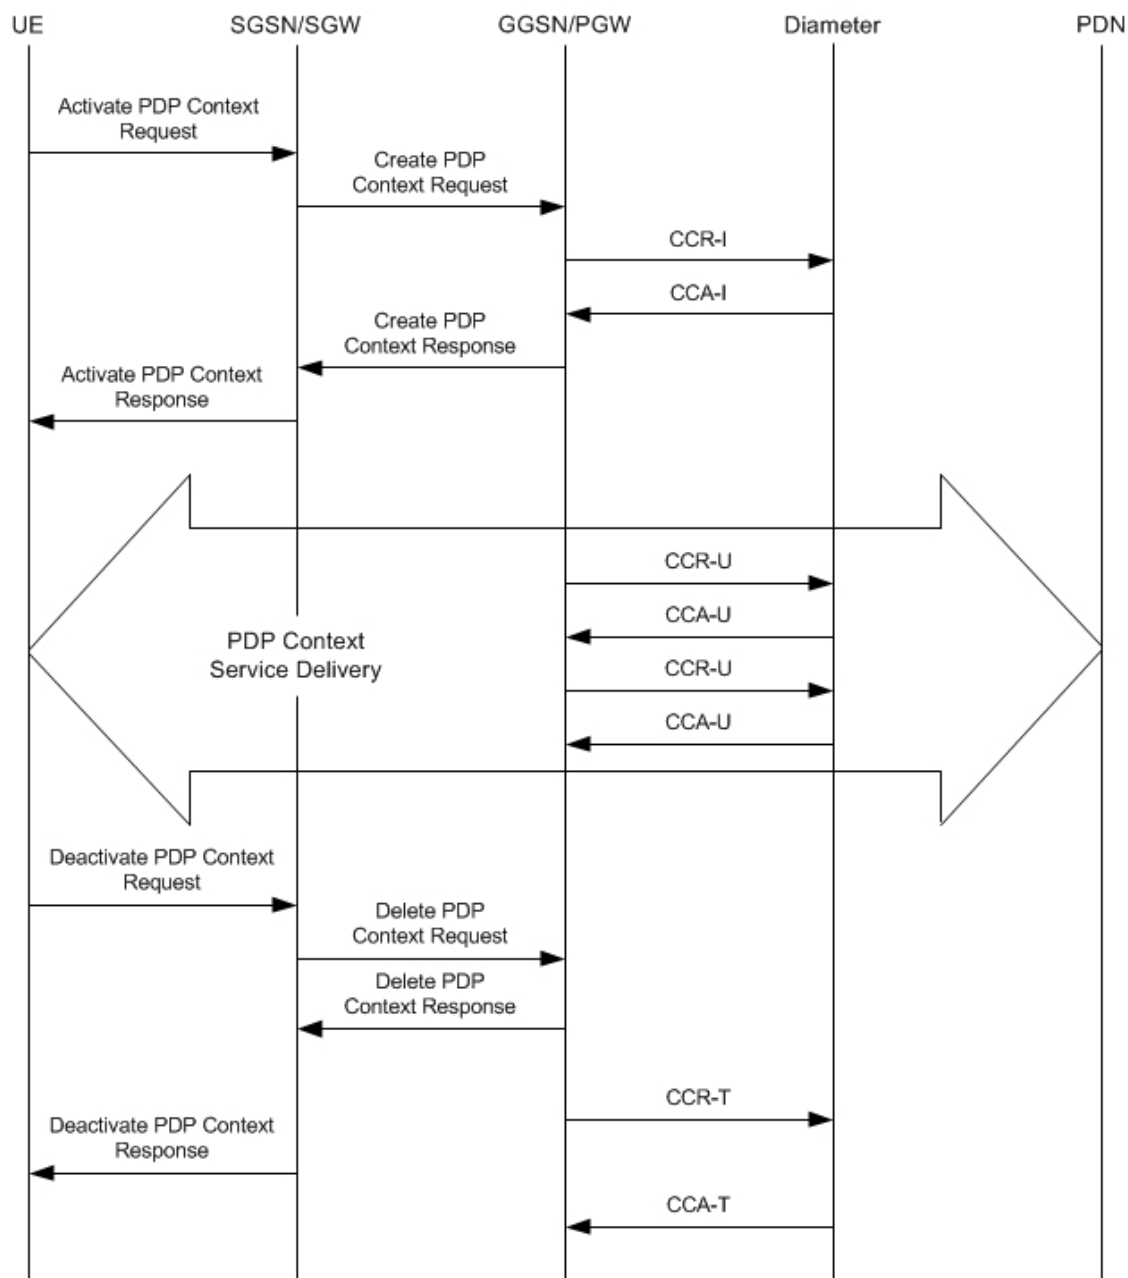 UE
SGSN/SGW
GGSN/PGW
Diameter
PDN
Activate PDP Context
Request
Create PDP
Context Request
CCR-I
CCA-I
Create PDP
Context Response
Activate PDP Context
Response
CCR-U
CCA-U
PDP Context
Service Delivery
CCR-U
CCA-U
Deactivate PDP Context
Request
Delete PDP
Context Request
Delete PDP
Context Response
CCR-T
Deactivate PDP Context
Response
CCA-T